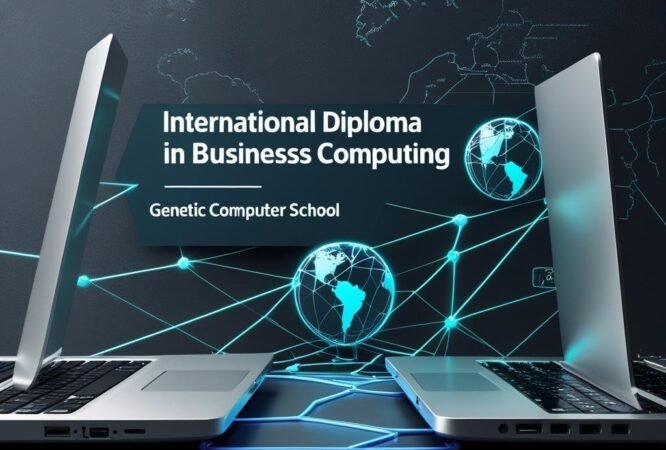 International Diploma
in Businesss Computing
Genetic Computer School